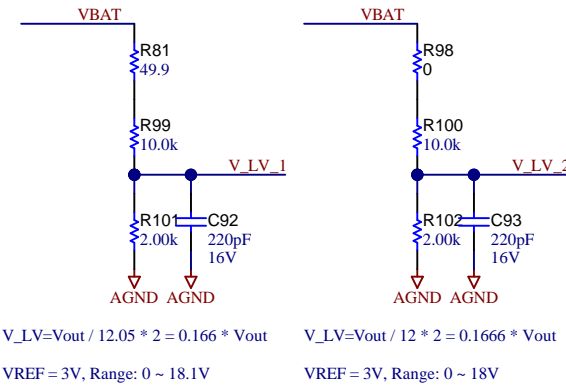 VBAT
R81
49.9
R99
10.0k
V_LV_1
R101
2.00k
C92
220pF
16V
AGND AGND
V_LV=Vout / 12.05 * 2 = 0.166 * Vout
VREF = 3V, Range: 0 ~ 18.1V
VBAT
R98
0
R100
10.0k
V_LV_2
R102
2.00k
C93
220pF
16V
AGND AGND
V_LV=Vout / 12 * 2 = 0.1666 * Vout
VREF = 3V, Range: 0 ~ 18V